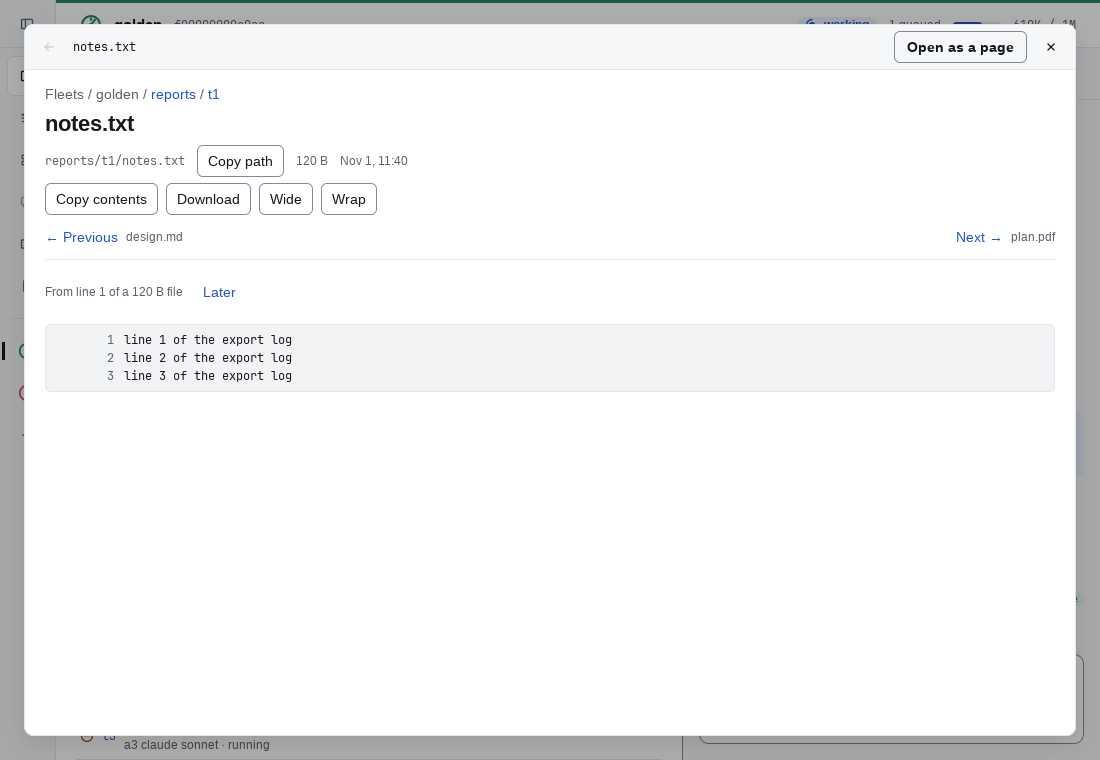 notes.txt
Open as a page
Fleets / golden / reports / t1
notes.txt
reports/t1/notes.txt Copy path 120 B Nov 1, 11:40
Copy contents Download Wide Wrap
← Previous design.md Next → plan.pdf
From line 1 of a 120 B file Later
1 line 1 of the export log
2 line 2 of the export log
3 line 3 of the export log
a3 claude sonnet · running